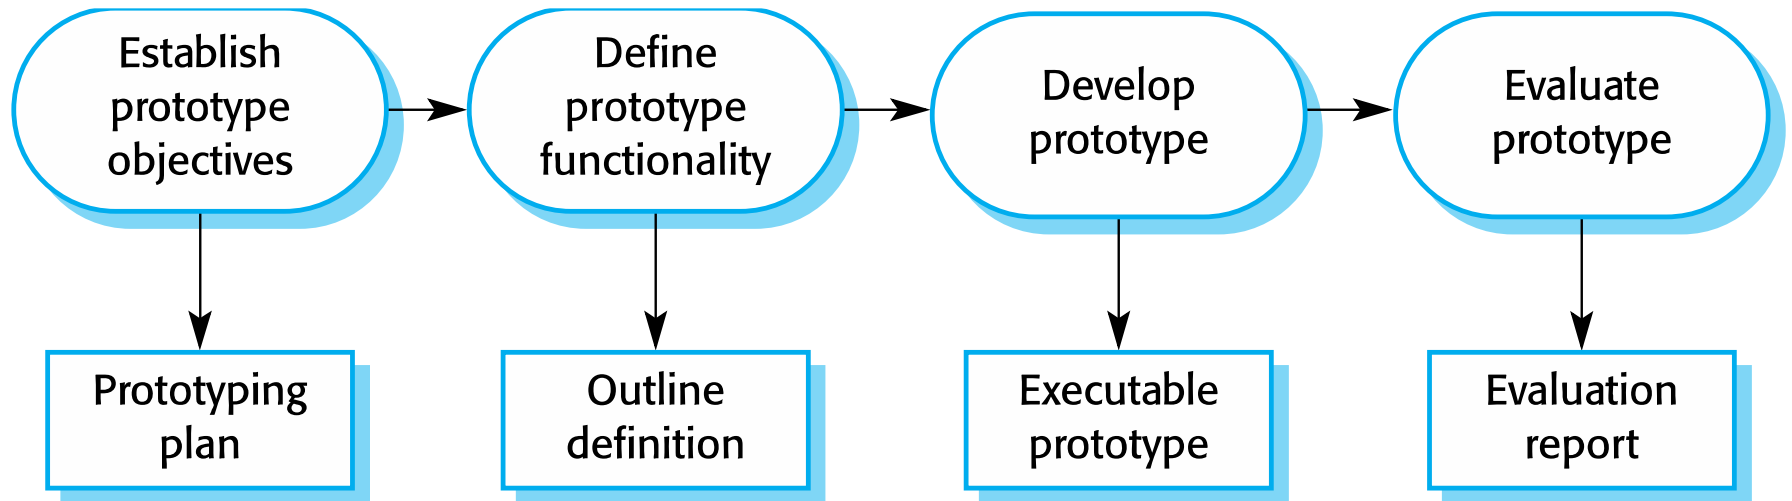 Establish
prototype
objectives
Define
prototype
functionality
Develop
prototype
Evaluate
prototype
Prototyping
plan
Outline
definition
Executable
prototype
Evaluation
report